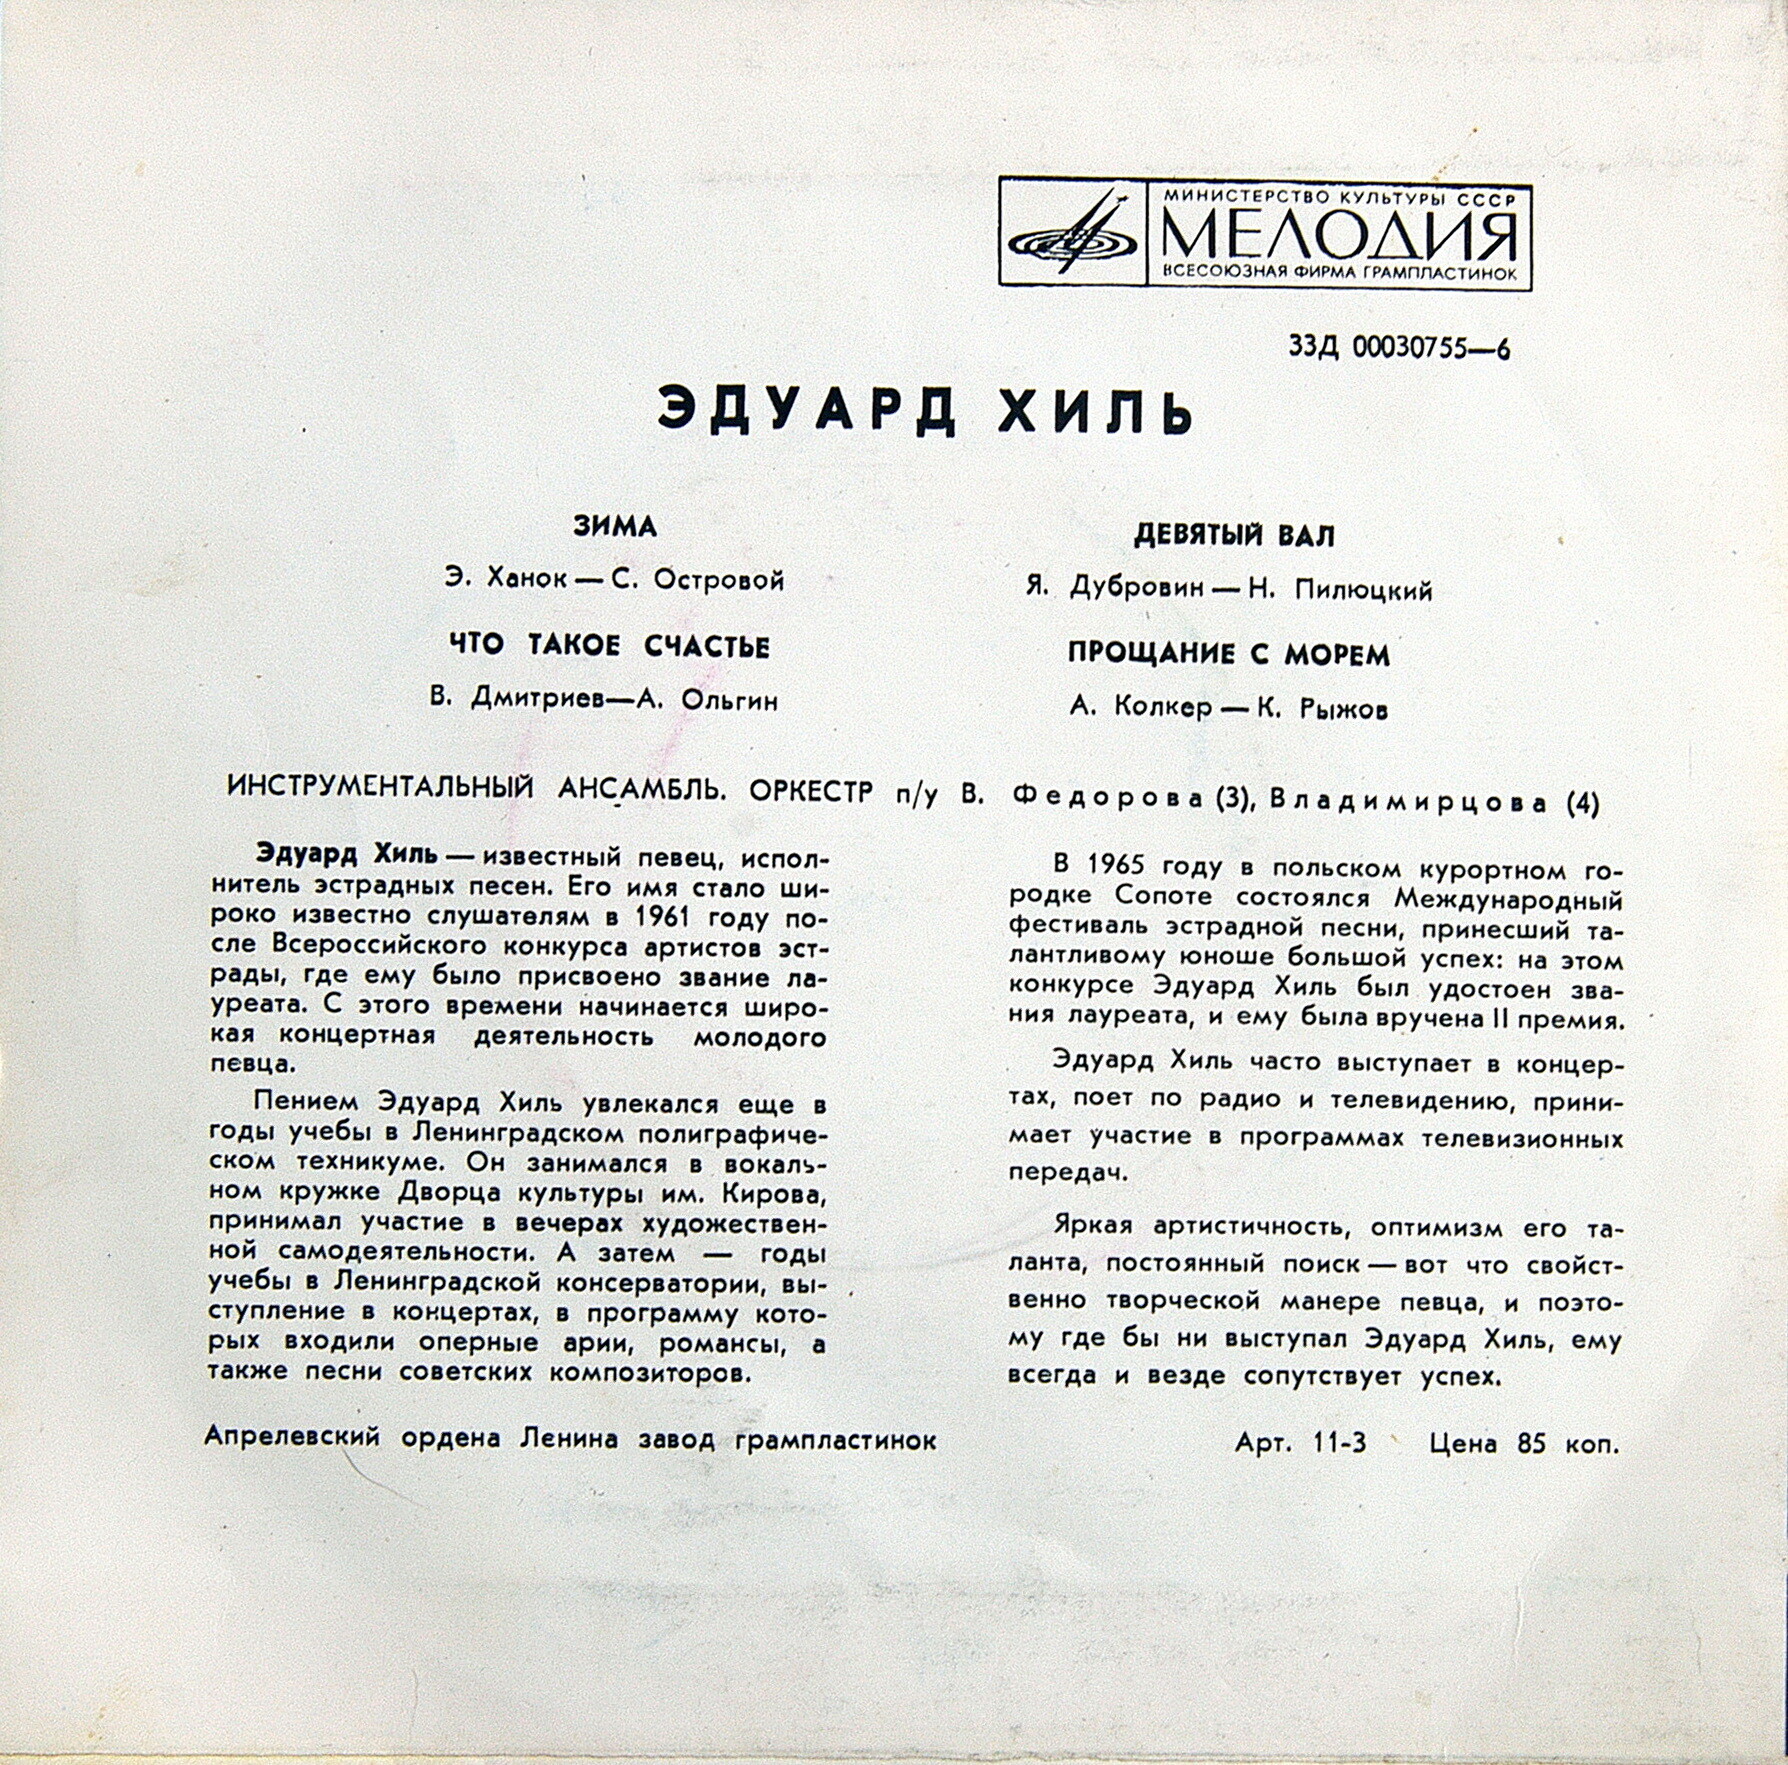 МИНИСТЕРСТВО КУЛЬТУРЫ СССР
МЕЛОДИЯ
ВСЕСОЮЗНАЯ ФИРМА ГРАМПЛАСТИНОК
33Д 00030755—6
ЭДУАРД ХИЛЬ
ЗИМА
Э. Ханок — С. Островой
ЧТО ТАКОЕ СЧАСТЬЕ
В. Дмитриев—А. Ольгин
ДЕВЯТЫЙ ВАЛ
Я. Дубровин — Н. Пилюцкий
ПРОЩАНИЕ С МОРЕМ
А. Колкер — К. Рыжов
ИНСТРУМЕНТАЛЬНЫЙ АНСАМБЛЬ. ОРКЕСТР п/у В. Федорова (3), Владимирцова (4)
Эдуард Хиль — известный певец, испол-
нитель эстрадных песен. Его имя стало ши-
роко известно слушателям в 1961 году по-
сле Всероссийского конкурса артистов эст-
рады, где ему было присвоено звание ла-
уреата. С этого времени начинается широ-
кая концертная деятельность молодого
певца.
Пением Эдуард Хиль увлекался еще в
годы учебы в Ленинградском полиграфиче-
ском техникуме. Он занимался в вокаль-
ном кружке Дворца культуры им. Кирова,
принимал участие в вечерах художествен-
ной самодеятельности. А затем — годы
учебы в Ленинградской консерватории, вы-
ступление в концертах, в программу кото-
рых входили оперные арии, романсы, а
также песни советских композиторов.
В 1965 году в польском курортном го-
родке Сопоте состоялся Международный
фестиваль эстрадной песни, принесший та-
лантливому юноше большой успех: на этом
конкурсе Эдуард Хиль был удостоен зва-
ния лауреата, и ему была вручена II премия.
Эдуард Хиль часто выступает в концер-
тах, поет по радио и телевидению, прини-
мает участие в программах телевизионных
передач.
Яркая артистичность, оптимизм его та-
ланта, постоянный поиск — вот что свойст-
венно творческой манере певца, и поэто-
му где бы ни выступал Эдуард Хиль, ему
всегда и везде сопутствует успех.
Апрелевский ордена Ленина завод грампластинок
Арт. 11-3 Цена 85 коп.